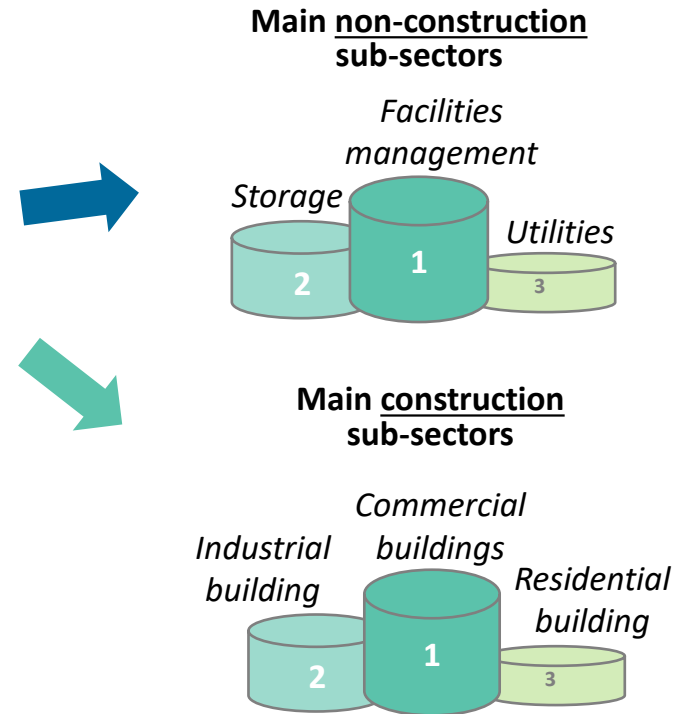 Main non-construction
sub-sectors
Facilities
management
Storage
Utilities
2
1
3
Main construction
sub-sectors
Commercial
buildings
Industrial
building
Residential
building
2
1
3